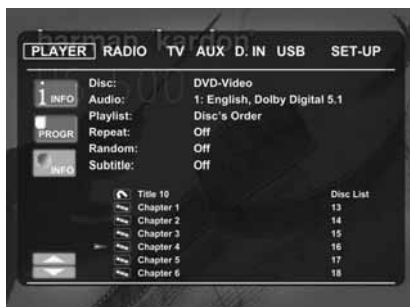 harman kardon
PLAYER RADIO TV AUX D. IN USB SET-UP
i INFO
Disc: DVD-Video
Audio: 1: English, Dolby Digital 5.1
PROGR
Playlist: Disc's Order
Repeat: Off
Random: Off
INFO
Subtitle: Off
Title 10 Disc List
Chapter 1 13
Chapter 2 14
Chapter 3 15
Chapter 4 16
Chapter 5 17
Chapter 6 18